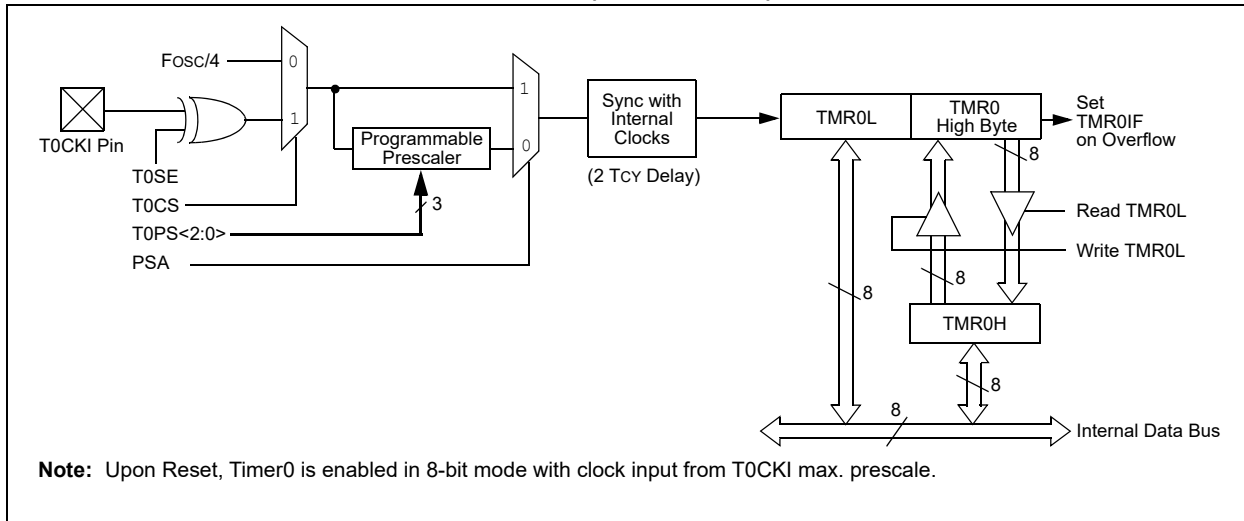 FOSC/4
0
1
T0CKI Pin
T0SE
T0CS
T0PS<2:0>
PSA
Programmable
Prescaler
3
1
0
Sync with
Internal
Clocks
(2 TCY Delay)
TMR0L
TMR0
High Byte
Set
TMR0IF
on Overflow
8
Read TMR0L
Write TMR0L
8
8
TMR0H
8
8
Internal Data Bus
Note: Upon Reset, Timer0 is enabled in 8-bit mode with clock input from T0CKI max. prescale.